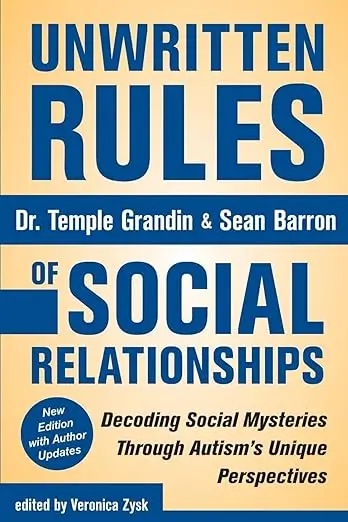 UNWRITTEN
RULES
Dr. Temple Grandin & Sean Barron
OF SOCIAL
RELATIONSHIPS
New
Edition
with Author
Updates
Decoding Social Mysteries
Through Autism's Unique
Perspectives
edited by Veronica Zysk